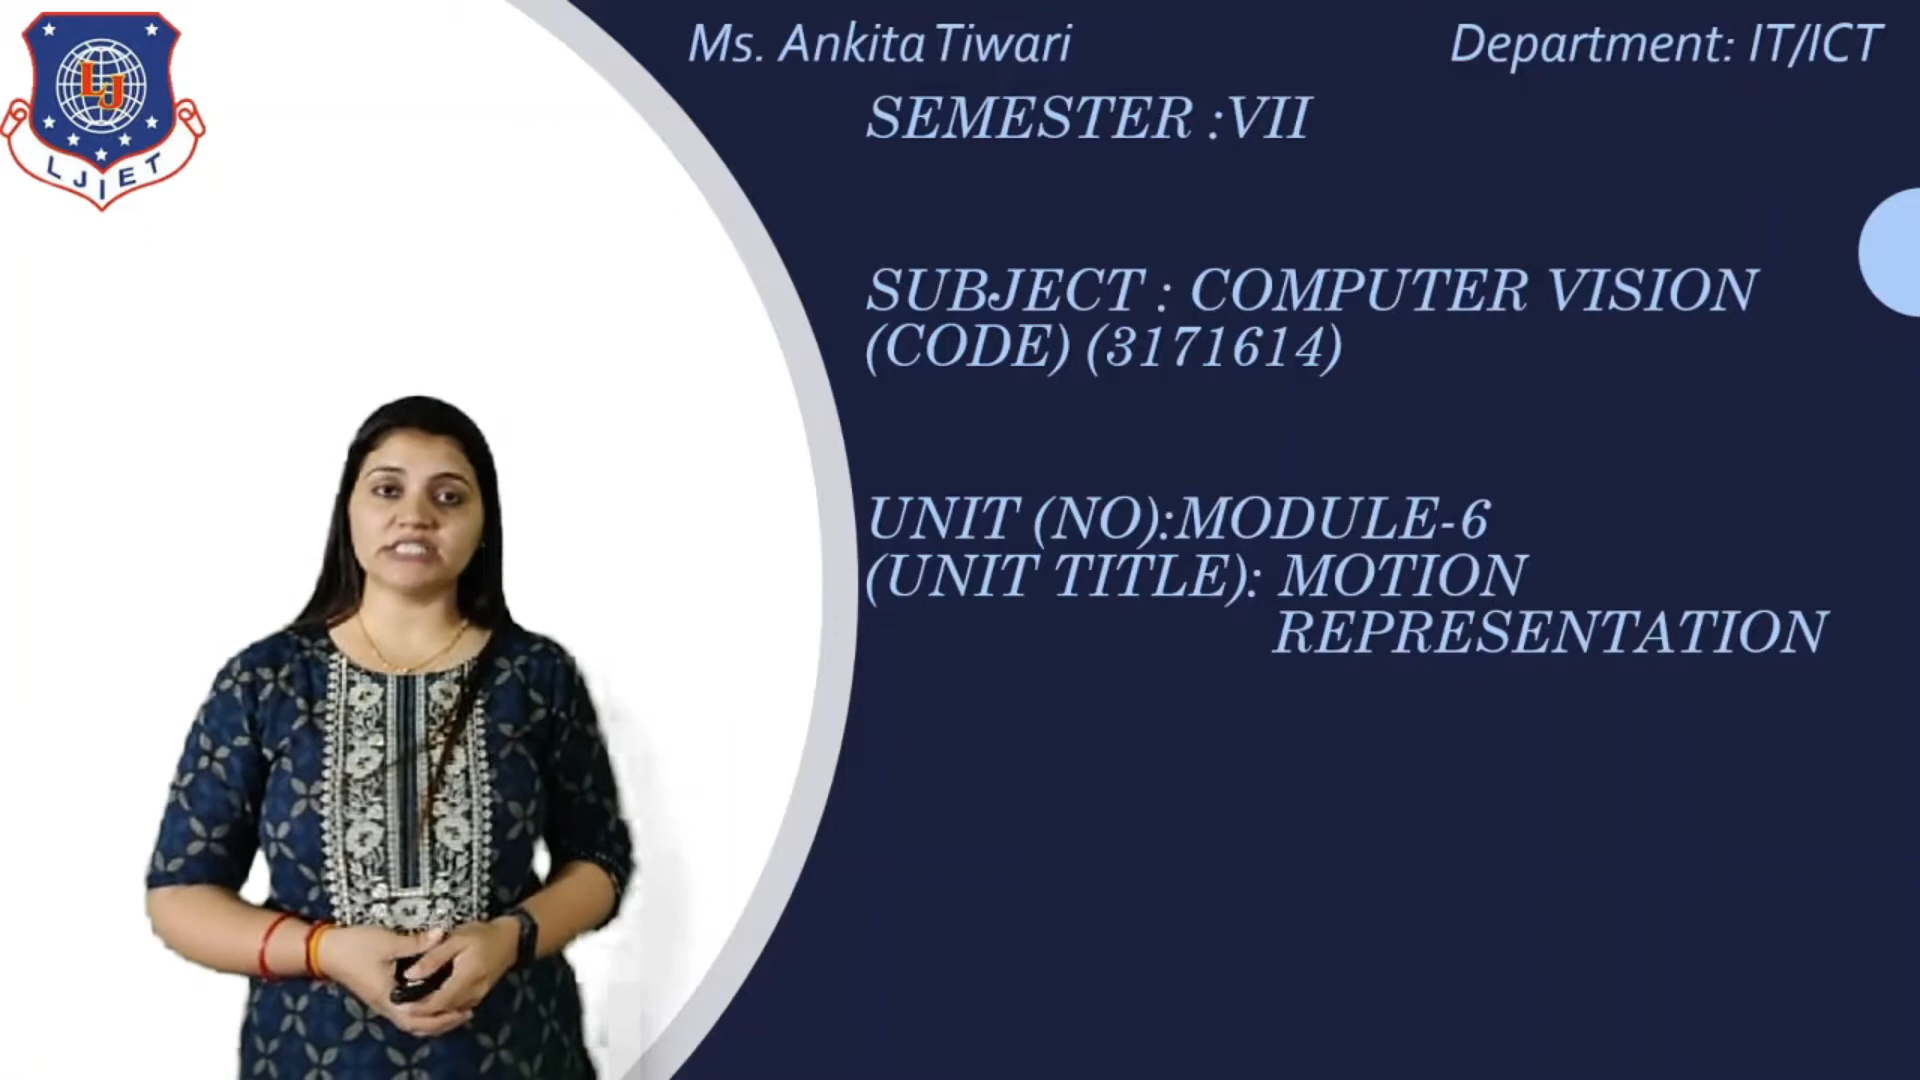 LJ
LJIET
Ms. Ankita Tiwari
Department: IT/ICT
SEMESTER :VII
SUBJECT : COMPUTER VISION
(CODE) (3171614)
UNIT (NO):MODULE-6
(UNIT TITLE): MOTION
REPRESENTATION